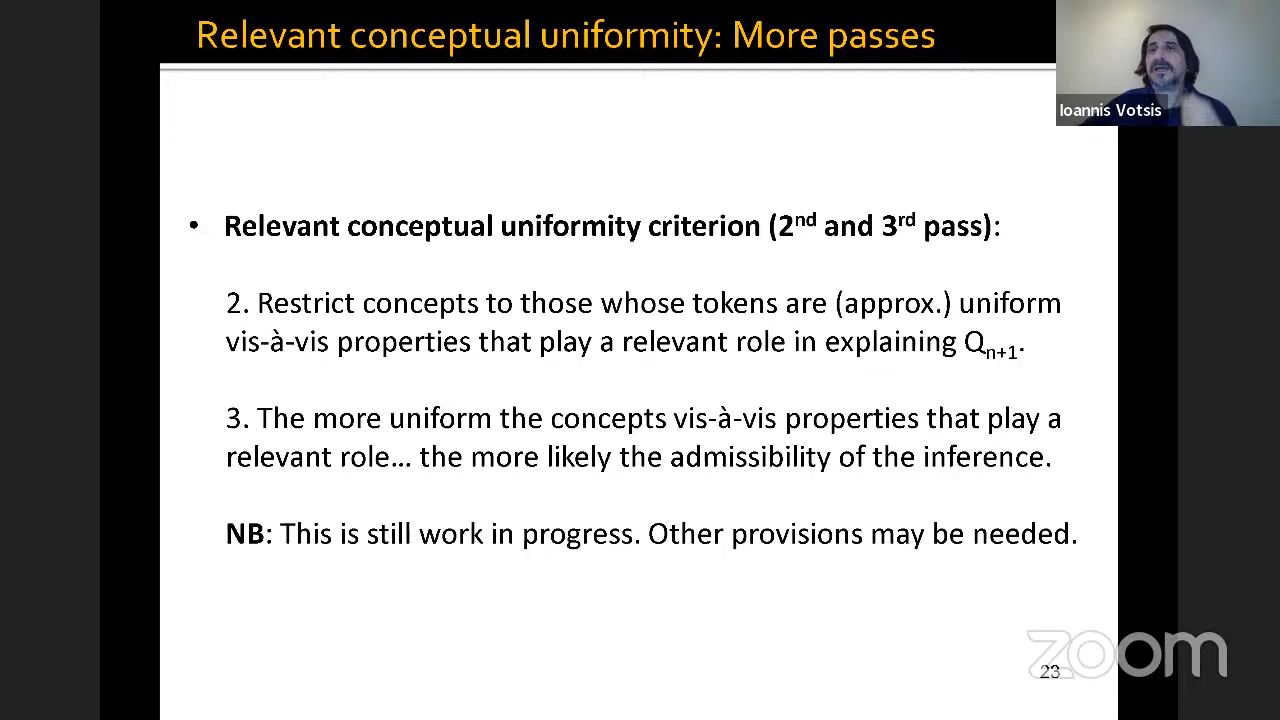 Relevant conceptual uniformity: More passes
Ioannis Votsis
• Relevant conceptual uniformity criterion (2nd and 3rd pass):
2. Restrict concepts to those whose tokens are (approx.) uniform
vis-à-vis properties that play a relevant role in explaining Qn+1.
3. The more uniform the concepts vis-à-vis properties that play a
relevant role… the more likely the admissibility of the inference.
NB: This is still work in progress. Other provisions may be needed.
zoom
23